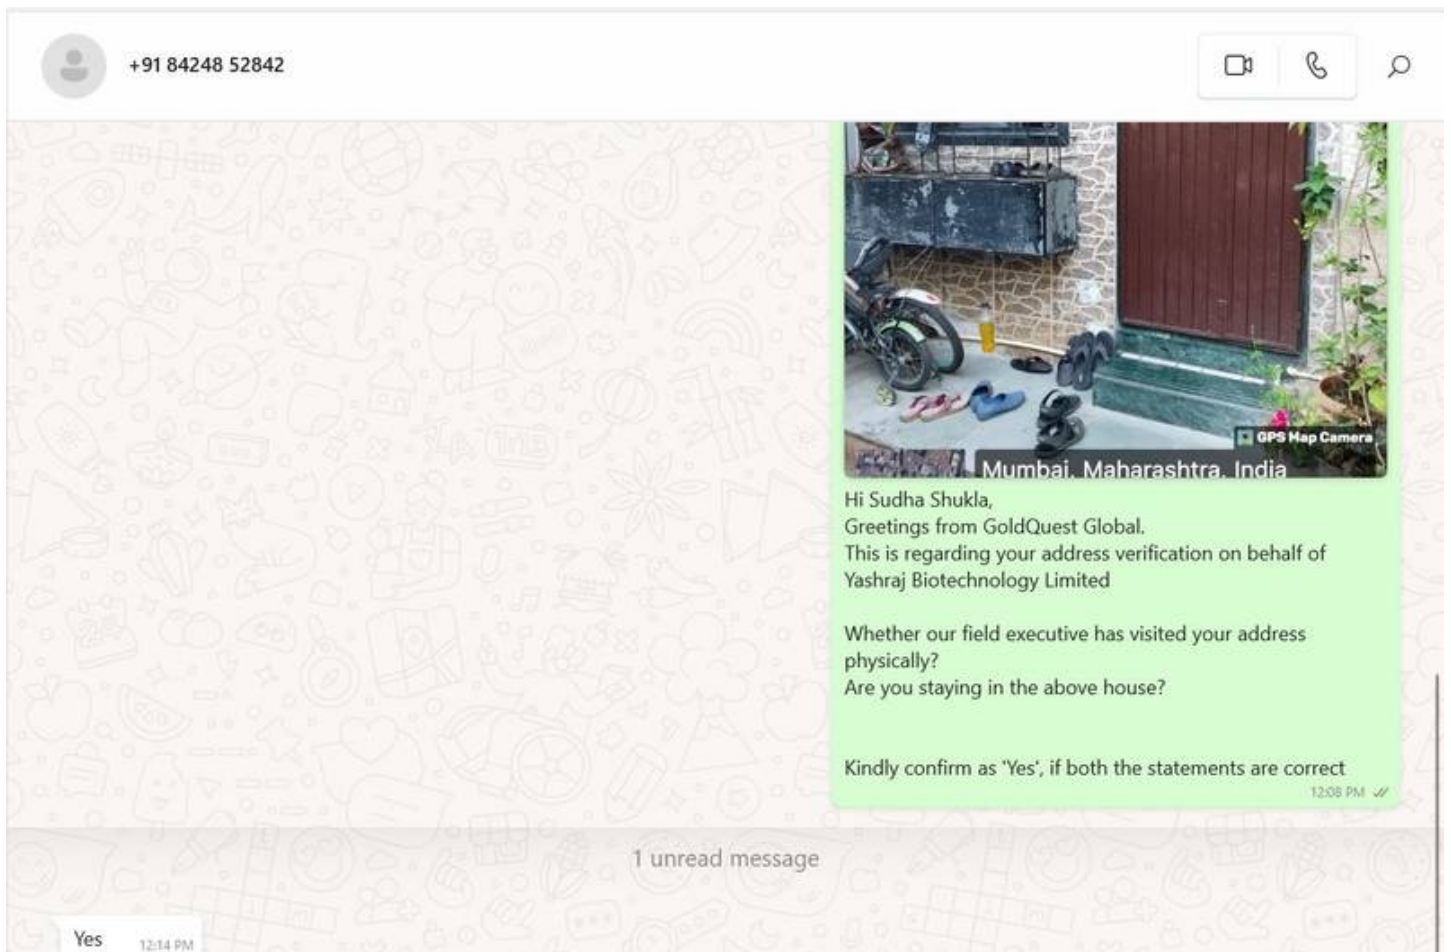 +91 84248 52842
GPS Map Camera
Mumbai, Maharashtra, India
Hi Sudha Shukla,
Greetings from GoldQuest Global.
This is regarding your address verification on behalf of
Yashraj Biotechnology Limited
Whether our field executive has visited your address
physically?
Are you staying in the above house?
Kindly confirm as 'Yes', if both the statements are correct
12:08 PM
1 unread message
Yes 12:14 PM